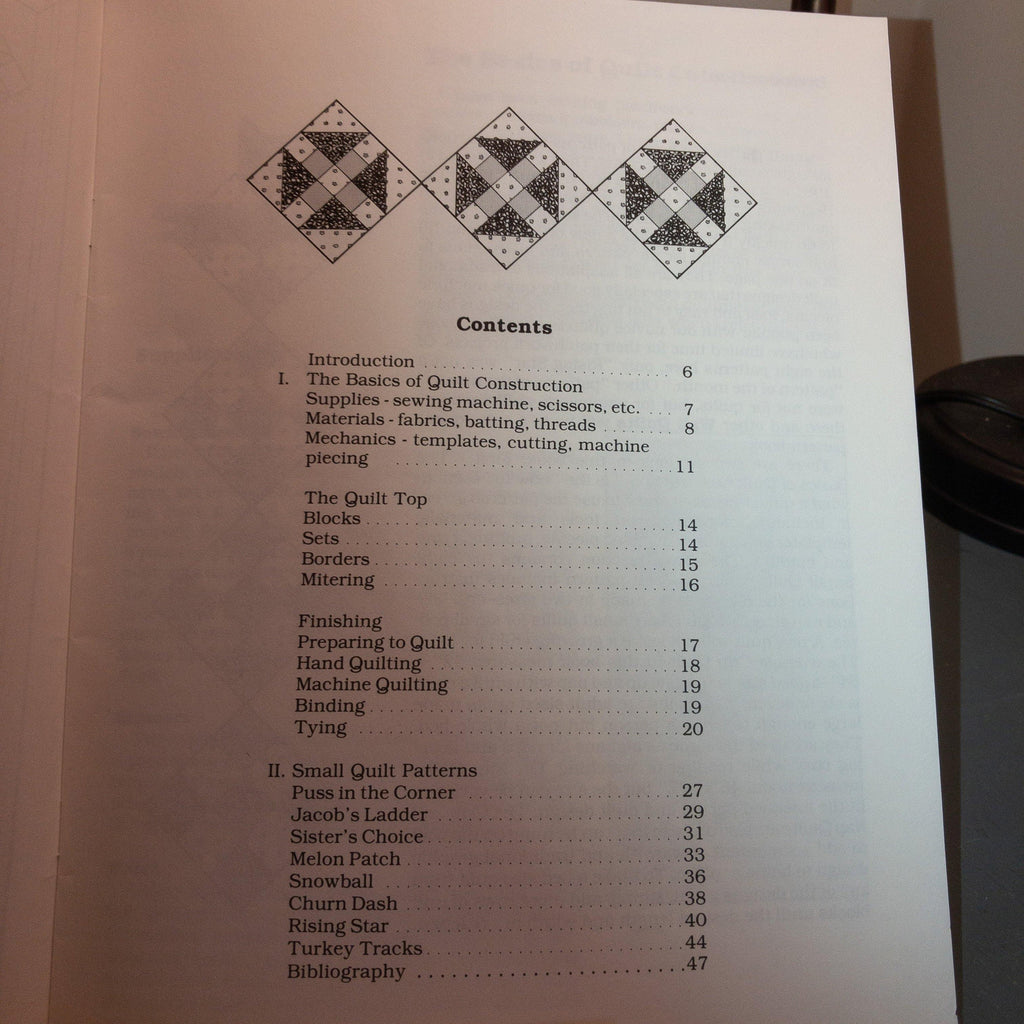 Contents
Introduction . . . . . . . . . . . . . . . . . . . . . . . . . . . 6
I. The Basics of Quilt Construction
Supplies - sewing machine, scissors, etc. . . . . 7
Materials - fabrics, batting, threads . . . . . . . . 8
Mechanics - templates, cutting, machine
piecing . . . . . . . . . . . . . . . . . . . . . . . . . . . . . 11
The Quilt Top
Blocks . . . . . . . . . . . . . . . . . . . . . . . . . . . . . . . . 14
Sets . . . . . . . . . . . . . . . . . . . . . . . . . . . . . . . . . . 14
Borders . . . . . . . . . . . . . . . . . . . . . . . . . . . . . . . 15
Mitering . . . . . . . . . . . . . . . . . . . . . . . . . . . . . . 16
Finishing
Preparing to Quilt . . . . . . . . . . . . . . . . . . . . . . 17
Hand Quilting . . . . . . . . . . . . . . . . . . . . . . . . . 18
Machine Quilting . . . . . . . . . . . . . . . . . . . . . . 19
Binding . . . . . . . . . . . . . . . . . . . . . . . . . . . . . . . 19
Tying . . . . . . . . . . . . . . . . . . . . . . . . . . . . . . . . 20
II. Small Quilt Patterns
Puss in the Corner . . . . . . . . . . . . . . . . . . . . . 27
Jacob's Ladder . . . . . . . . . . . . . . . . . . . . . . . . 29
Sister's Choice . . . . . . . . . . . . . . . . . . . . . . . . . 31
Melon Patch . . . . . . . . . . . . . . . . . . . . . . . . . . . 33
Snowball . . . . . . . . . . . . . . . . . . . . . . . . . . . . . 36
Churn Dash . . . . . . . . . . . . . . . . . . . . . . . . . . . 38
Rising Star . . . . . . . . . . . . . . . . . . . . . . . . . . . . 40
Turkey Tracks . . . . . . . . . . . . . . . . . . . . . . . . . 44
Bibliography . . . . . . . . . . . . . . . . . . . . . . . . . . 47